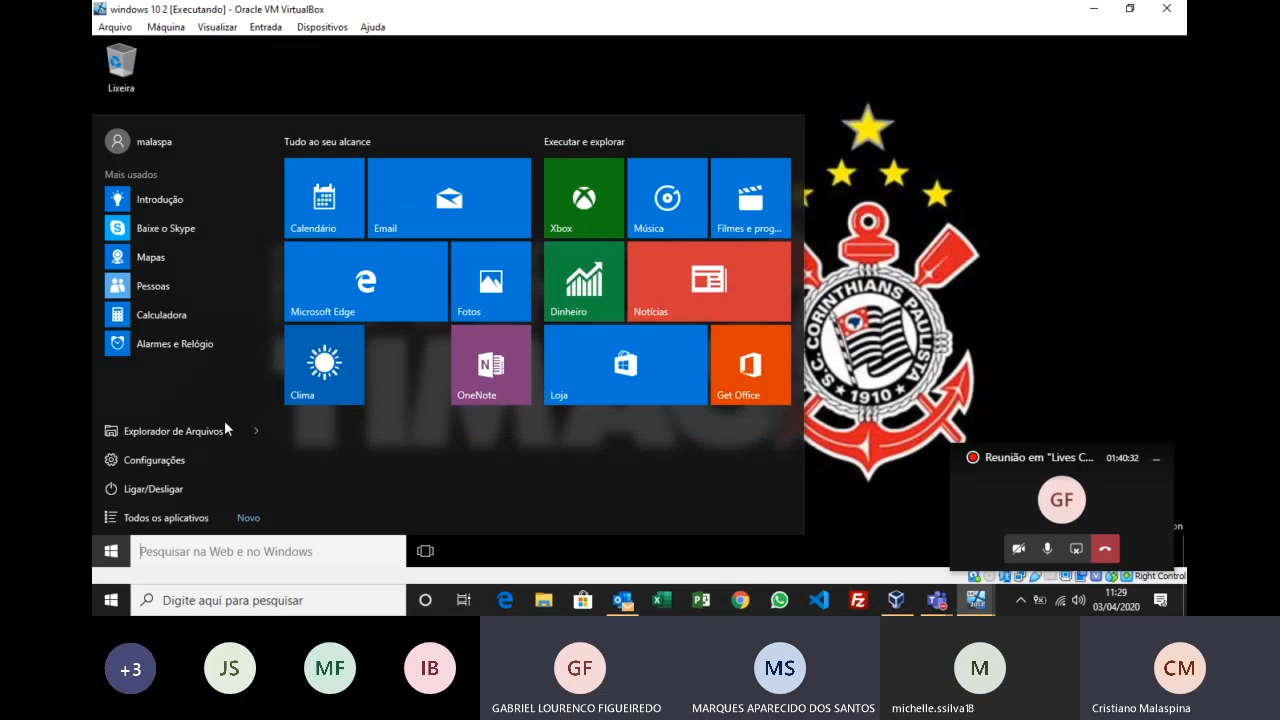 windows 10 2 [Executando] - Oracle VM VirtualBox
Arquivo Máquina Visualizar Entrada Dispositivos Ajuda
Lixeira
malaspa
Mais usados
Introdução
Baixe o Skype
Mapas
Pessoas
Calculadora
Alarmes e Relógio
Explorador de Arquivos
Configurações
Ligar/Desligar
Todos os aplicativos Novo
Tudo ao seu alcance
Calendário
Email
Microsoft Edge
Fotos
Clima
OneNote
Executar e explorar
Xbox
Música
Filmes e prog...
Dinheiro
Notícias
Loja
Get Office
S.C. CORINTHIANS PAULISTA
1910
Reunião em "Lives C... 01:40:32
GF
Pesquisar na Web e no Windows
Right Control
Digite aqui para pesquisar
11:29
03/04/2020
+3
JS
MF
IB
GF
GABRIEL LOURENCO FIGUEIREDO
MS
MARQUES APARECIDO DOS SANTOS
M
michelle.ssilva18
CM
Cristiano Malaspina